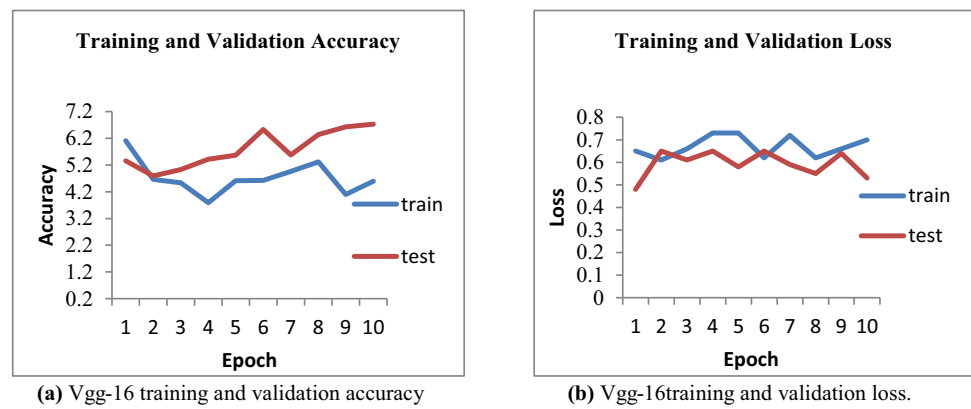 Training and Validation Accuracy
7.2
6.2
5.2
4.2
3.2
2.2
1.2
0.2
Accuracy
1 2 3 4 5 6 7 8 9 10
Epoch
train
test
(a) Vgg-16 training and validation accuracy
Training and Validation Loss
0.8
0.7
0.6
0.5
0.4
0.3
0.2
0.1
0
Loss
1 2 3 4 5 6 7 8 9 10
Epoch
train
test
(b) Vgg-16training and validation loss.